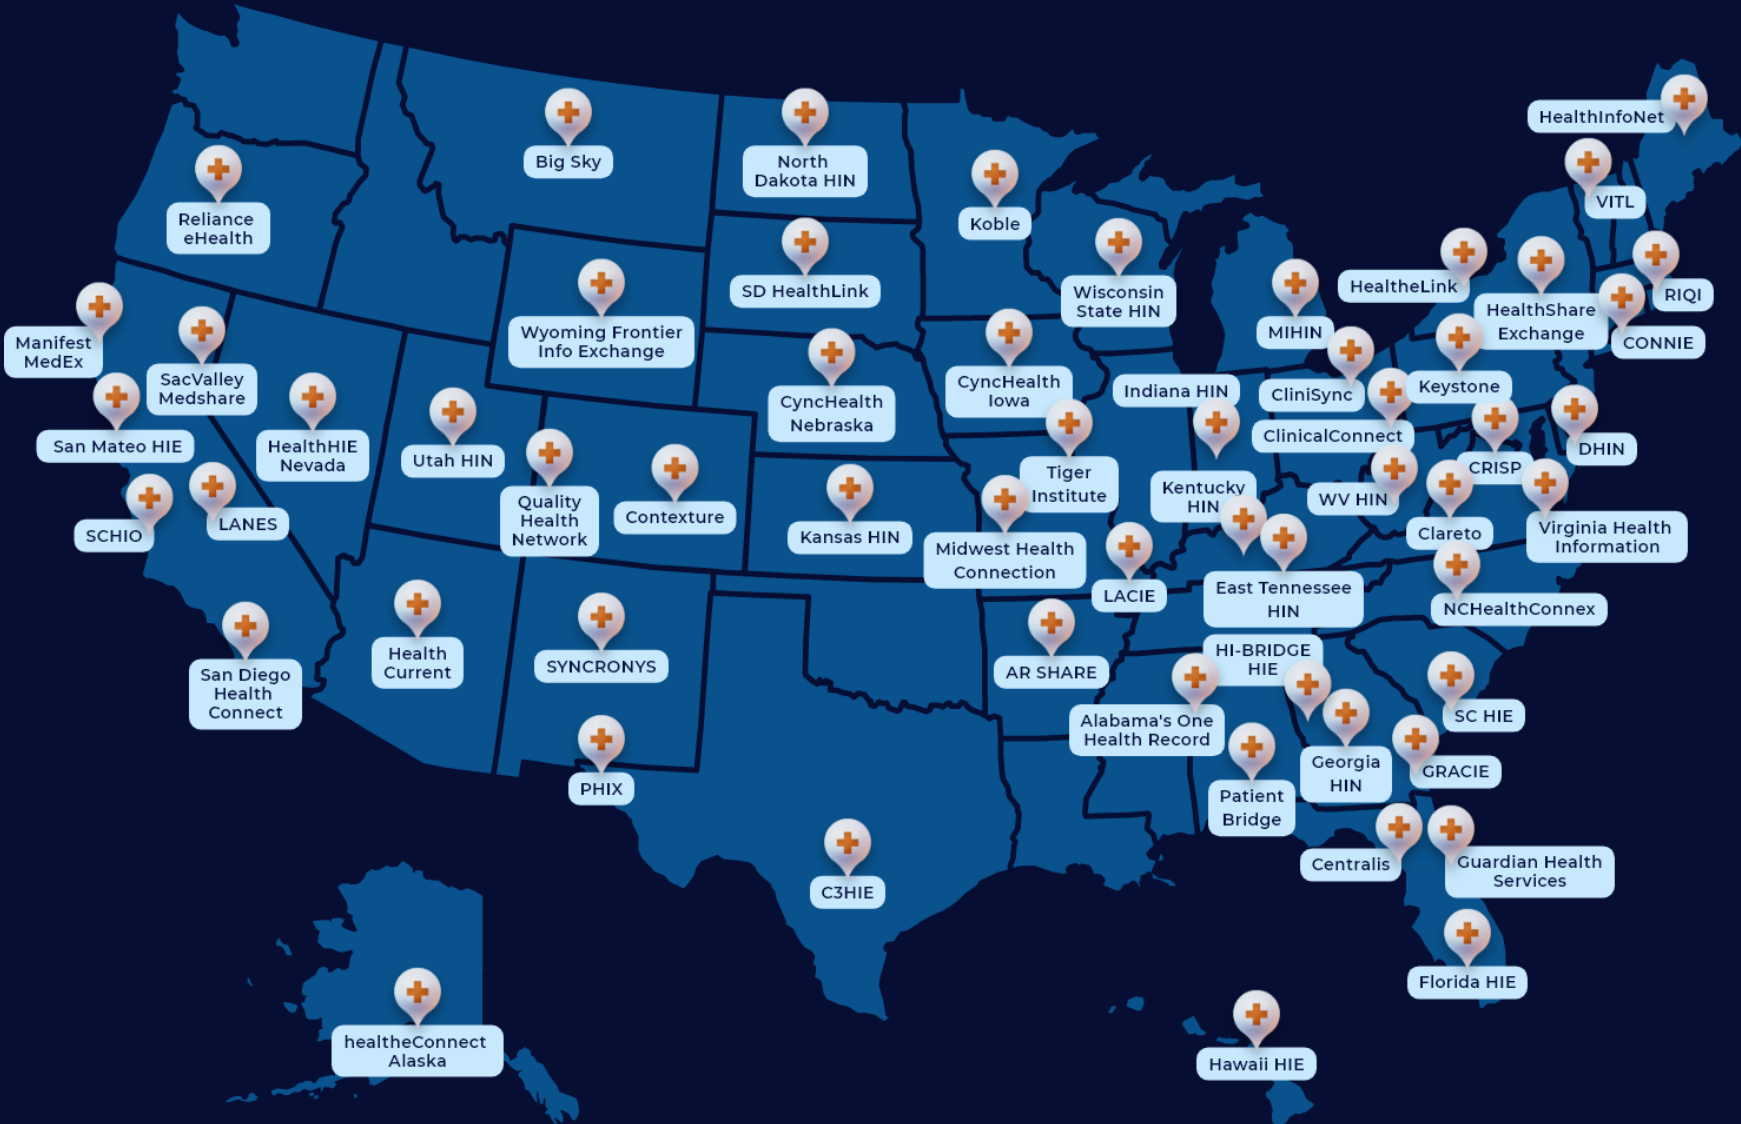 HealthInfoNet
Big Sky
North
Dakota HIN
VITL
Reliance
eHealth
Koble
HealtheLink
SD HealthLink
Wisconsin
State HIN
RIQI
HealthShare
Exchange
Wyoming Frontier
Info Exchange
MIHIN
CONNIE
Manifest
MedEx
SacValley
Medshare
CyncHealth
Iowa
Indiana HIN
CliniSync
Keystone
CyncHealth
Nebraska
San Mateo HIE
HealthHIE
Nevada
Utah HIN
ClinicalConnect
DHIN
CRISP
Tiger
Institute
Kentucky
HIN
WV HIN
Quality
Health
Network
Contexture
SCHIO
LANES
Kansas HIN
Clareto
Virginia Health
Information
Midwest Health
Connection
LACIE
East Tennessee
HIN
NCHealthConnex
Health
Current
SYNCRONYS
AR SHARE
HI-BRIDGE
HIE
San Diego
Health
Connect
Alabama's One
Health Record
SC HIE
Georgia
HIN
GRACIE
PHIX
Patient
Bridge
Centralis
Guardian Health
Services
C3HIE
Florida HIE
healtheConnect
Alaska
Hawaii HIE